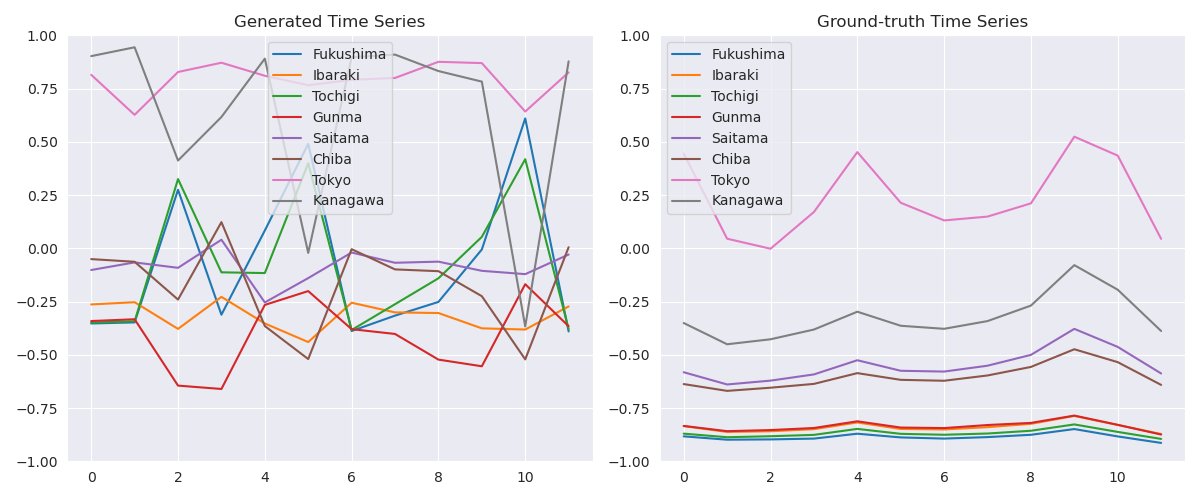 Generated Time Series
1.00
0.75
0.50
0.25
0.00
−0.25
−0.50
−0.75
−1.00
0
2
4
6
8
10
Fukushima
Ibaraki
Tochigi
Gunma
Saitama
Chiba
Tokyo
Kanagawa
Ground-truth Time Series
1.00
0.75
0.50
0.25
0.00
−0.25
−0.50
−0.75
−1.00
0
2
4
6
8
10
Fukushima
Ibaraki
Tochigi
Gunma
Saitama
Chiba
Tokyo
Kanagawa